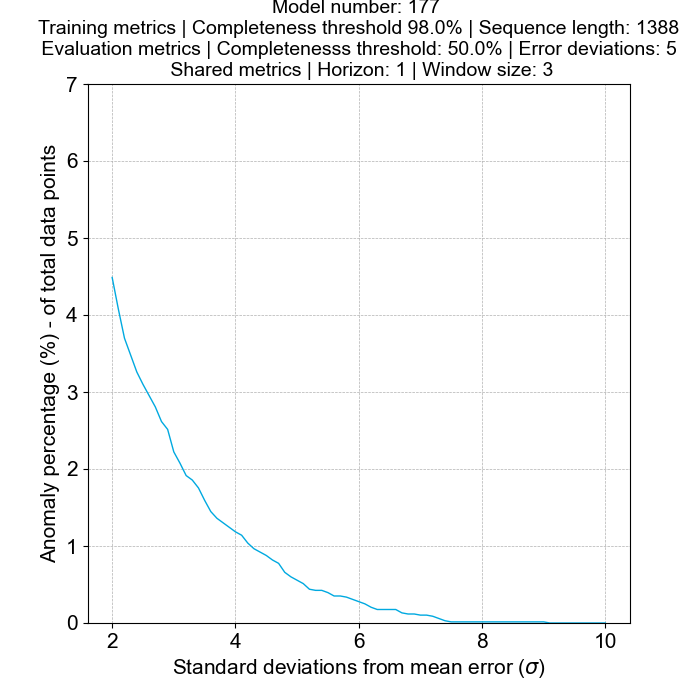 Model number: 177
Training metrics | Completeness threshold 98.0% | Sequence length: 1388
Evaluation metrics | Completenesss threshold: 50.0% | Error deviations: 5
Shared metrics | Horizon: 1 | Window size: 3
7
6
5
4
3
2
1
0
Anomaly percentage (%) - of total data points
2 4 6 8 10
Standard deviations from mean error (σ)